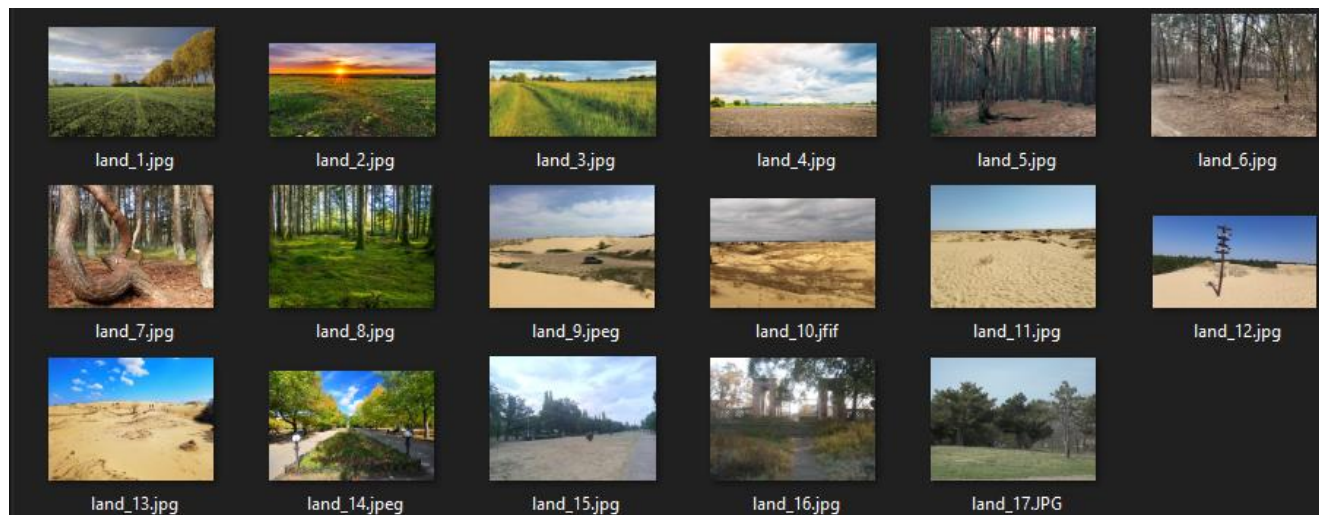 land_1.jpg land_2.jpg land_3.jpg land_4.jpg land_5.jpg land_6.jpg
land_7.jpg land_8.jpg land_9.jpeg land_10.jfif land_11.jpg land_12.jpg
land_13.jpg land_14.jpeg land_15.jpg land_16.jpg land_17.JPG